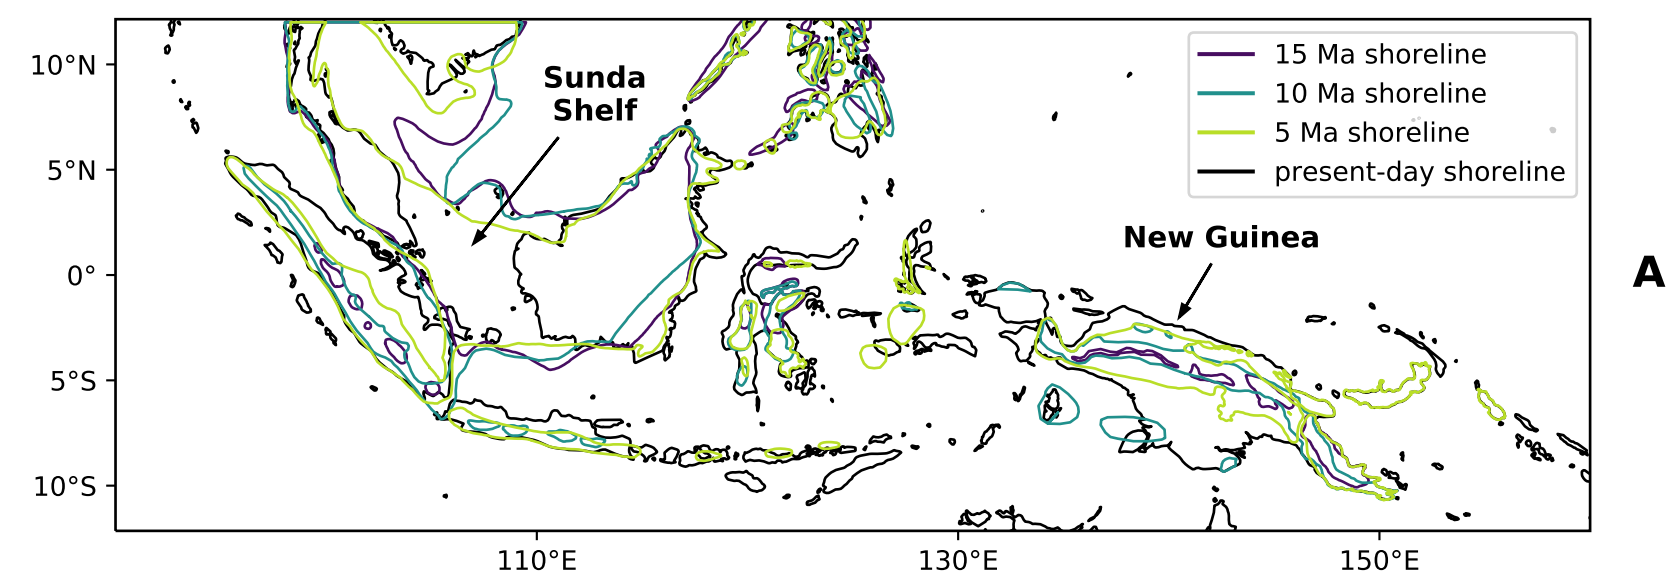 10°N
5°N
0°
5°S
10°S
Sunda
Shelf
15 Ma shoreline
10 Ma shoreline
5 Ma shoreline
present-day shoreline
New Guinea
A
110°E
130°E
150°E